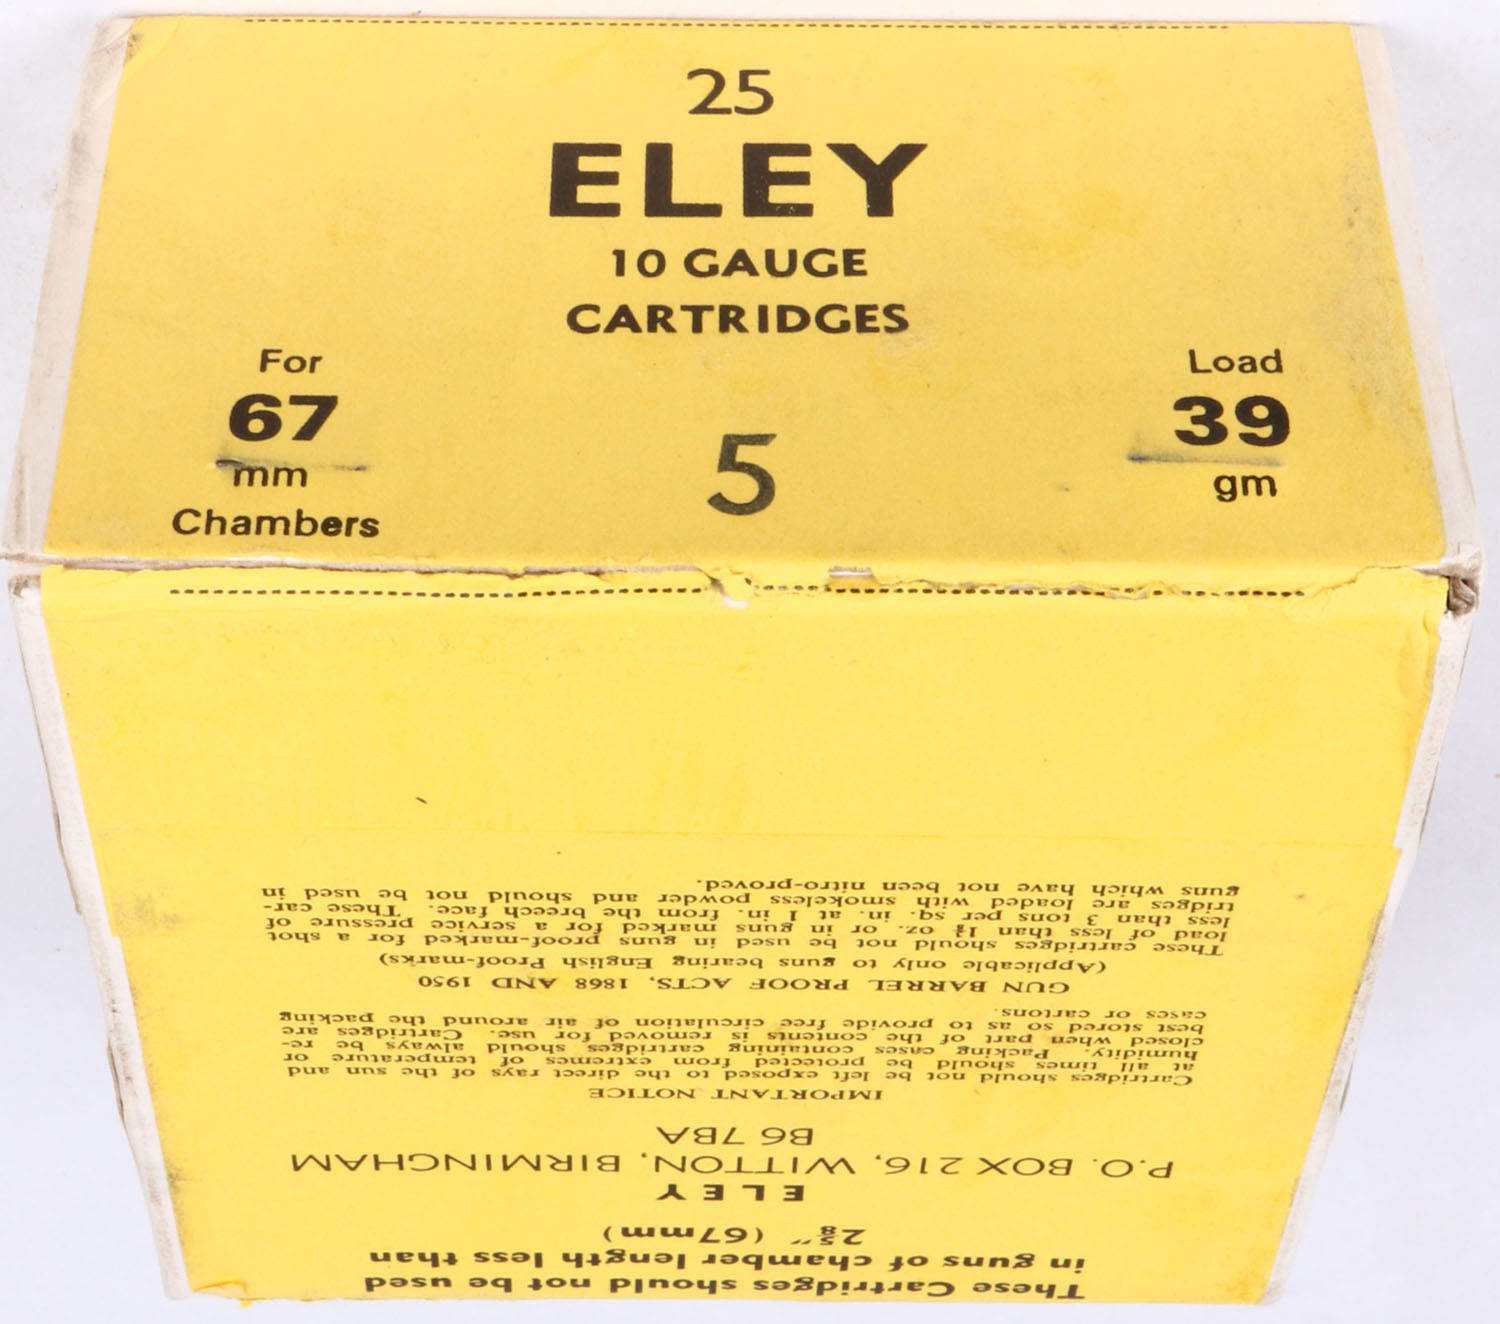 25
ELEY
10 GAUGE
CARTRIDGES
For
67
mm
Chambers
5
Load
39
gm
These Cartridges should not be used
in guns of chamber length less than
2⅝" (67mm)
ELEY
P.O. BOX 216, WITTON, BIRMINGHAM
B6 7BA
IMPORTANT NOTICE
Cartridges should not be left exposed to the direct rays of the sun and
at all times should be protected from extremes of temperature or
humidity. Packing cases containing cartridges should always be re-
closed when part of the contents is removed for use. Cartridges are
best stored so as to provide free circulation of air around the packing
cases or cartons.
GUN BARREL PROOF ACTS, 1868 AND 1950
(Applicable only to guns bearing English Proof-marks)
These cartridges should not be used in guns proof-marked for a shot
load of less than oz. or in guns marked for a service pressure of
less than 3 tons per sq. in. at 1 in. from the breech face. These car-
tridges are loaded with smokeless powder and should not be used in
guns which have not been nitro-proved.